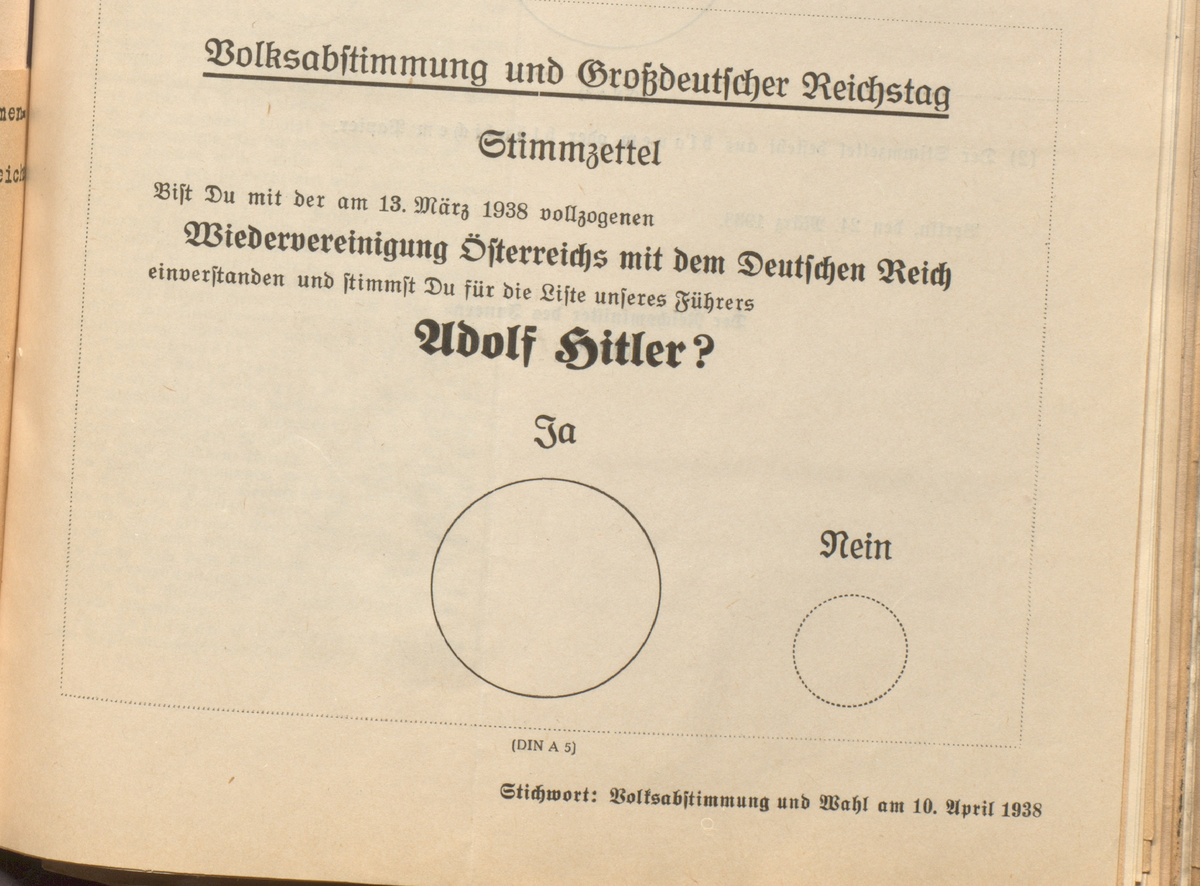 Volksabstimmung und Großdeutscher Reichstag
Stimmzettel
Bist Du mit der am 13. März 1938 vollzogenen
Wiedervereinigung Österreichs mit dem Deutschen Reich
einverstanden und stimmst Du für die Liste unseres Führers
Adolf Hitler?
Ja
Nein
(DIN A 5)
Stichwort: Volksabstimmung und Wahl am 10. April 1938